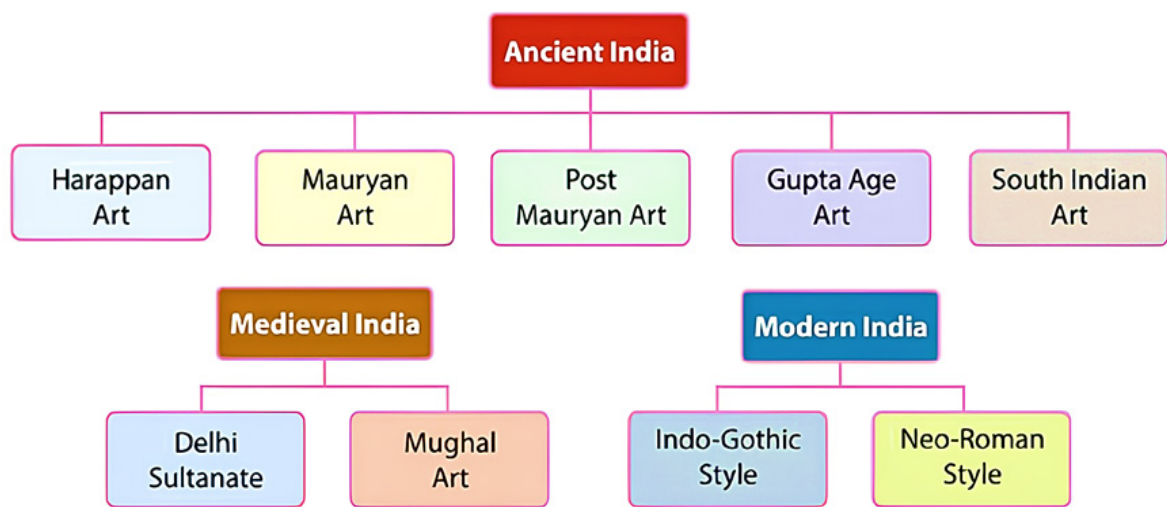 Ancient India
Harappan
Art
Mauryan
Art
Post
Mauryan Art
Gupta Age
Art
South Indian
Art
Medieval India
Modern India
Delhi
Sultanate
Mughal
Art
Indo-Gothic
Style
Neo-Roman
Style